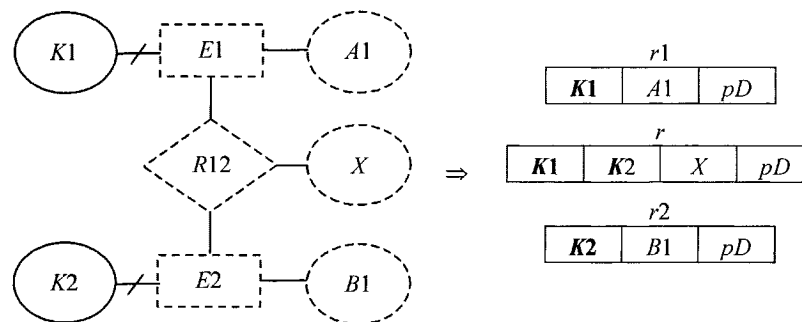 K1 E1 A1
R12 X
K2 E2 B1
⇒
r1
K1 A1 pD
r
K1 K2 X pD
r2
K2 B1 pD